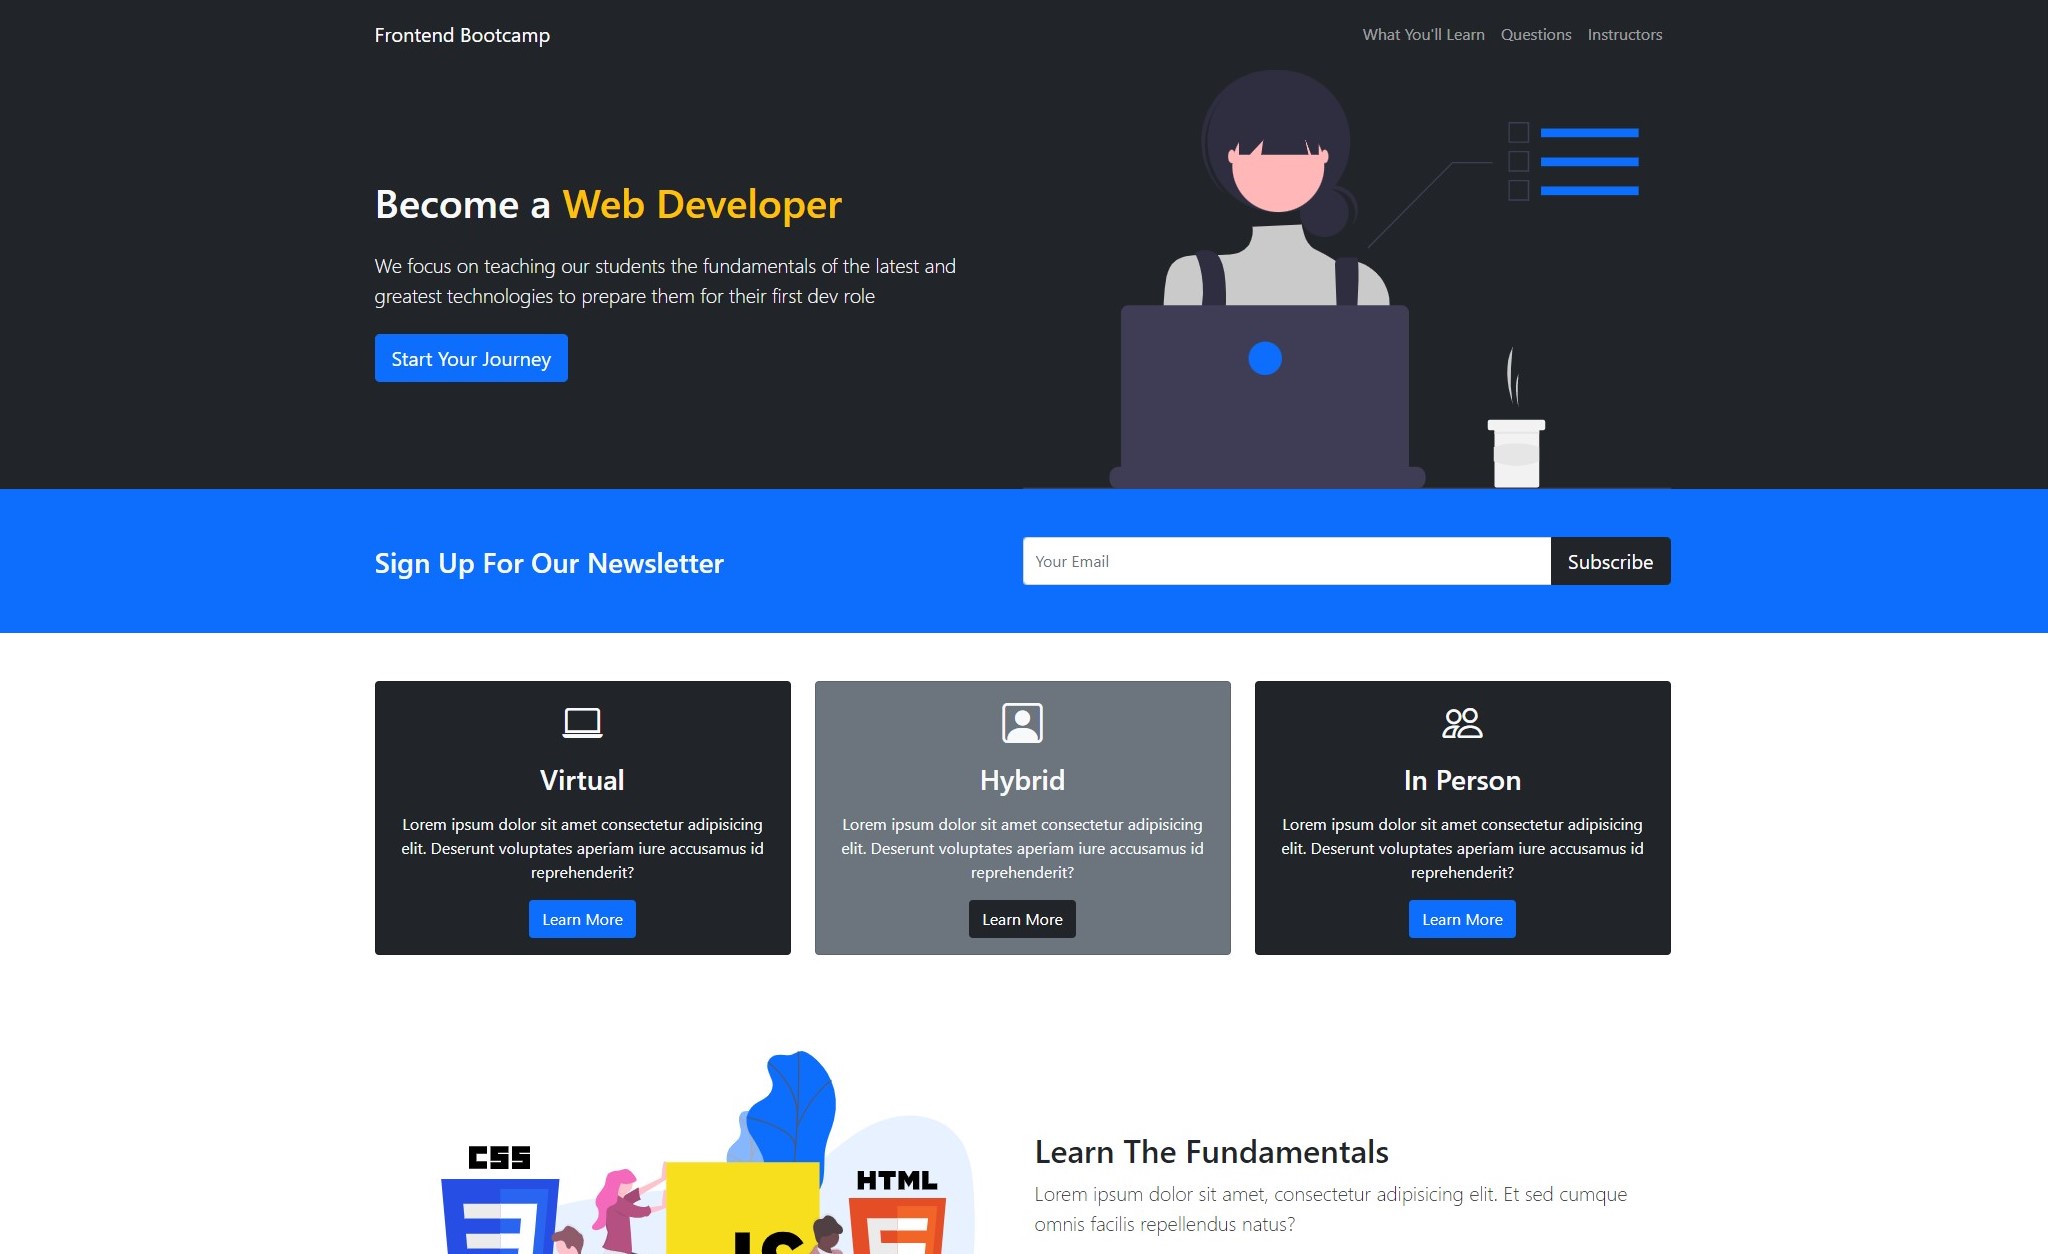 Frontend Bootcamp
What You'll Learn Questions Instructors
Become a Web Developer
We focus on teaching our students the fundamentals of the latest and
greatest technologies to prepare them for their first dev role
Start Your Journey
Sign Up For Our Newsletter
Your Email
Subscribe
Virtual
Lorem ipsum dolor sit amet consectetur adipisicing
elit. Deserunt voluptates aperiam iure accusamus id
reprehenderit?
Learn More
Hybrid
Lorem ipsum dolor sit amet consectetur adipisicing
elit. Deserunt voluptates aperiam iure accusamus id
reprehenderit?
Learn More
In Person
Lorem ipsum dolor sit amet consectetur adipisicing
elit. Deserunt voluptates aperiam iure accusamus id
reprehenderit?
Learn More
CSS
HTML
JS
Learn The Fundamentals
Lorem ipsum dolor sit amet, consectetur adipisicing elit. Et sed cumque
omnis facilis repellendus natus?